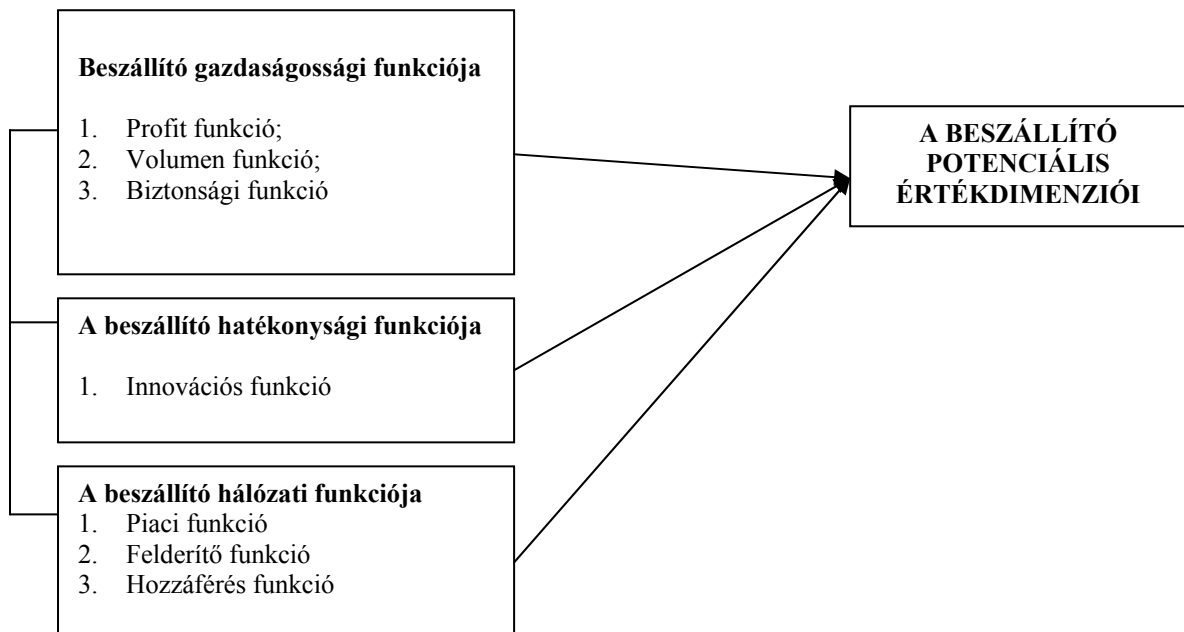 Beszállító gazdaságossági funkciója
1. Profit funkció;
2. Volumen funkció;
3. Biztonsági funkció
A beszállító hatékonysági funkciója
1. Innovációs funkció
A beszállító hálózati funkciója
1. Piaci funkció
2. Felderítő funkció
3. Hozzáférés funkció
A BESZÁLLÍTÓ
POTENCIÁLIS
ÉRTÉKDIMENZIÓI